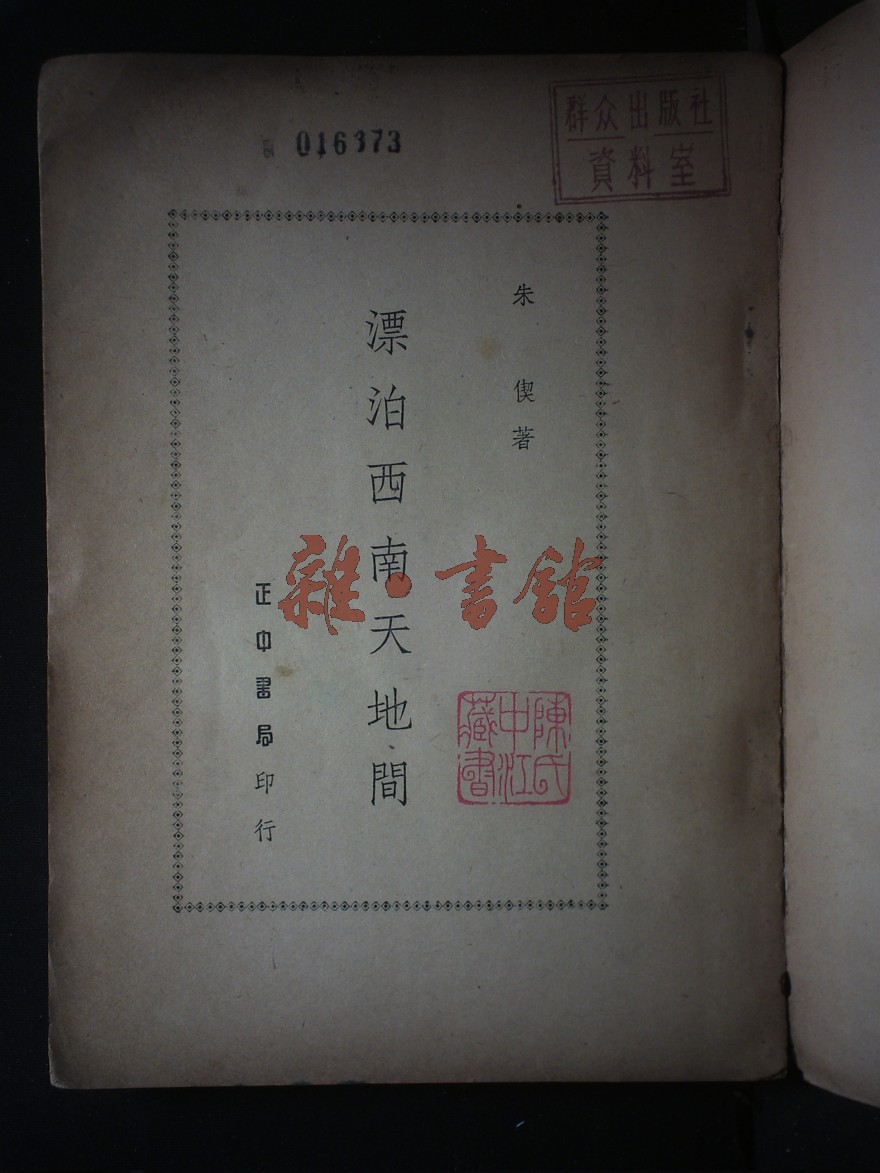 016373
群众出版社
資料室
朱偰著
漂泊西南天地間
正中書局印行
雜·書館
陳氏
中江
藏書